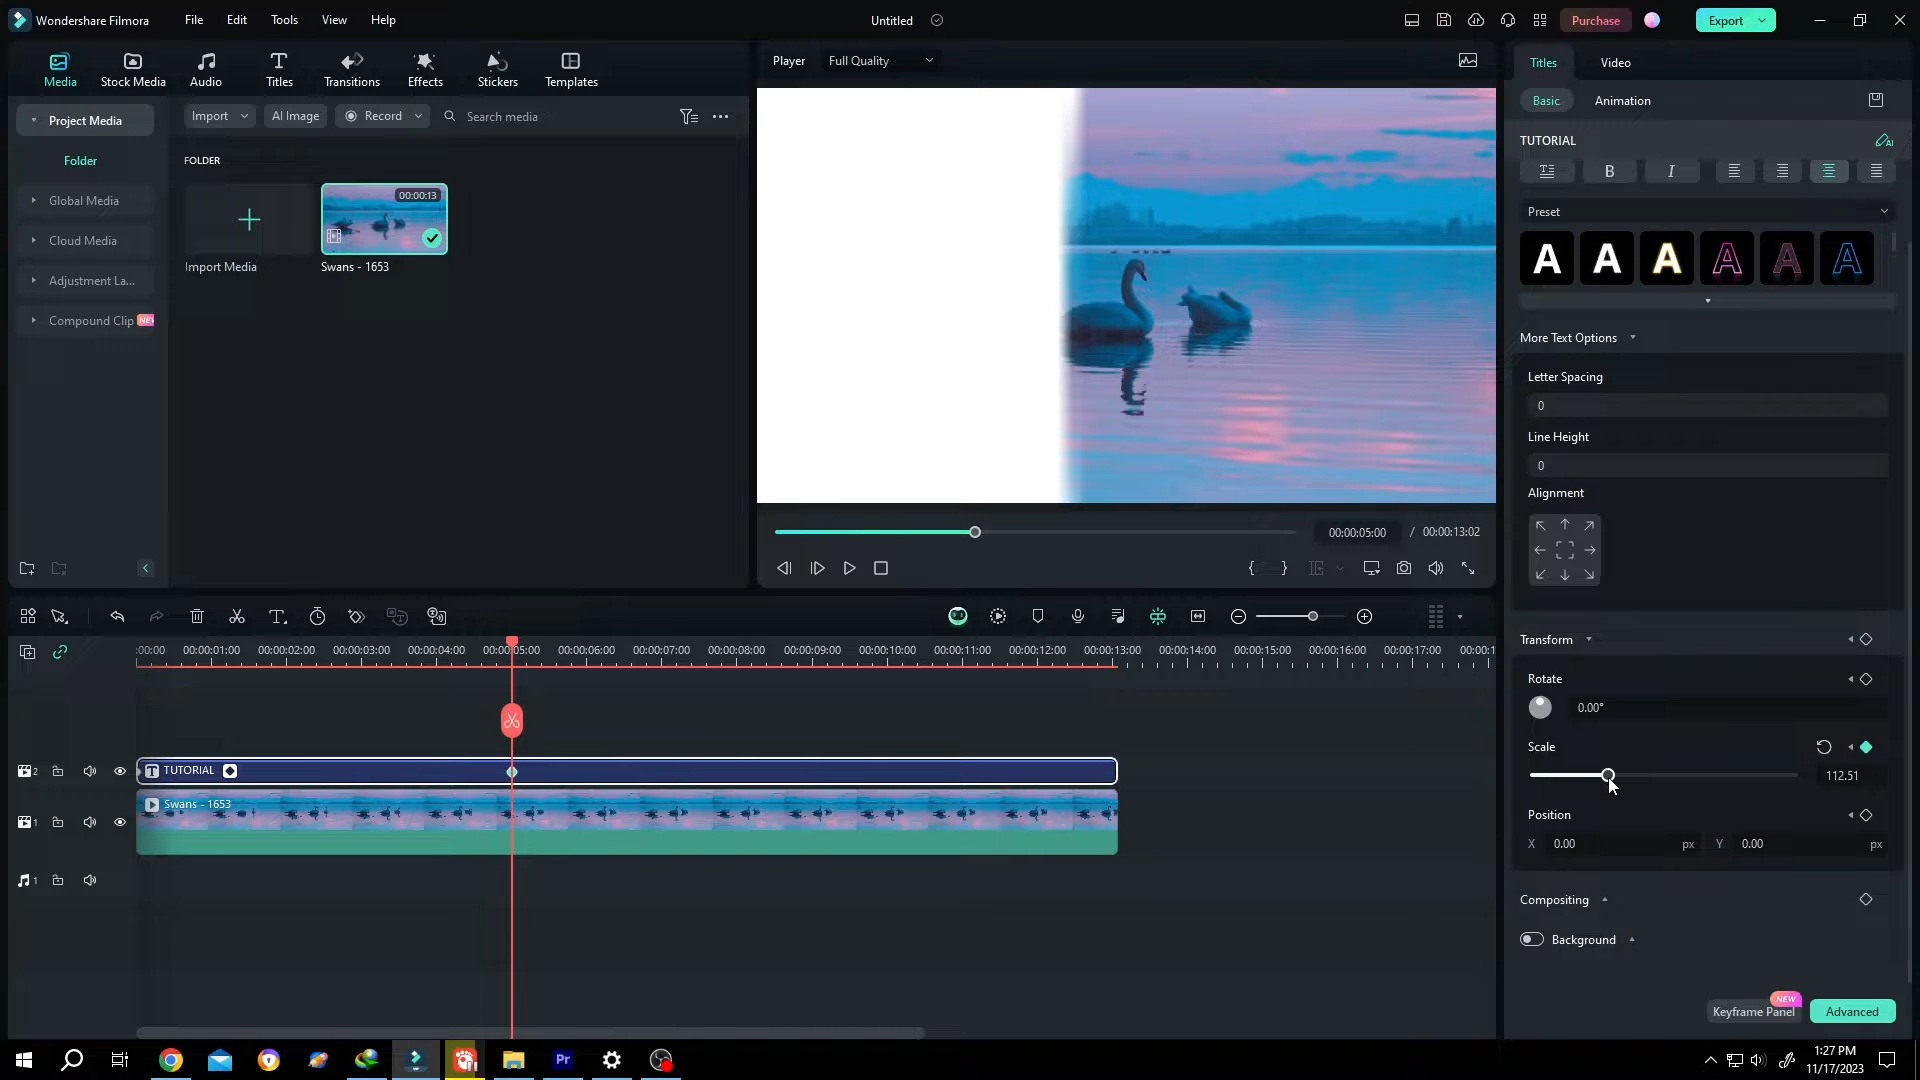 Wondershare Filmora
File
Edit
Tools
View
Help
Untitled
Purchase
Export
Media
Stock Media
Audio
Titles
Transitions
Effects
Stickers
Templates
Player
Full Quality
Titles
Video
Project Media
Folder
Global Media
Cloud Media
Adjustment La...
Compound Clip NEW
Import
AI Image
Record
Search media
FOLDER
Import Media
00:00:13
Swans - 1653
00:00:05:00 / 00:00:13:02
Basic
Animation
TUTORIAL
B
I
Preset
A A A A A A
More Text Options
Letter Spacing
0
Line Height
0
Alignment
Transform
Rotate
0.00°
Scale
112.51
Position
X 0.00 px Y 0.00 px
Compositing
Background
NEW
Keyframe Panel
Advanced
:00:00 00:00:01:00 00:00:02:00 00:00:03:00 00:00:04:00 00:00:05:00 00:00:06:00 00:00:07:00 00:00:08:00 00:00:09:00 00:00:10:00 00:00:11:00 00:00:12:00 00:00:13:00 00:00:14:00 00:00:15:00 00:00:16:00 00:00:17:00 00:00:1
2
T TUTORIAL
1
Swans - 1653
1
Pr
1:27 PM
11/17/2023